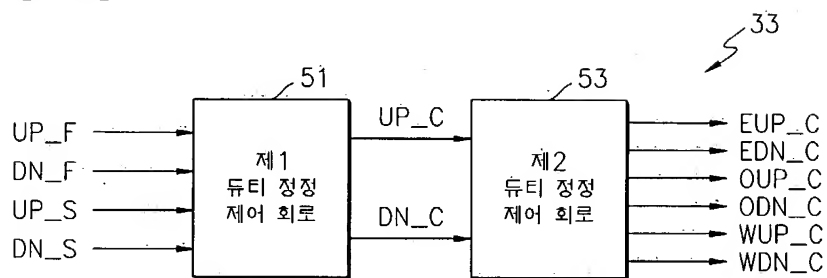 33
51
53
UP_F
DN_F
UP_S
DN_S
제1
듀티 정정
제어 회로
UP_C
DN_C
제2
듀티 정정
제어 회로
EUP_C
EDN_C
OUP_C
ODN_C
WUP_C
WDN_C